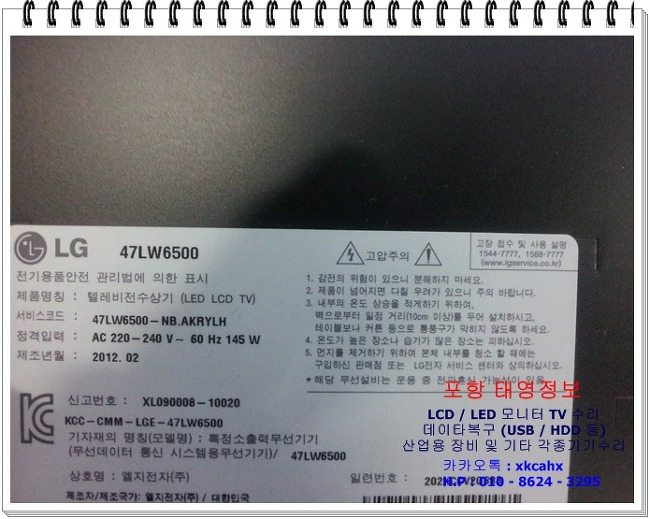 LG 47LW6500
고압주의
고장 접수 및 사용 설명
1544-7777, 1588-7777
(www.lgservice.co.kr)
전기용품안전 관리법에 의한 표시
제품명칭 : 텔레비전수상기 (LED LCD TV)
서비스코드 : 47LW6500-NB.AKRYLH
정격입력 : AC 220-240 V~ 60 Hz 145 W
제조년월 : 2012. 02
1. 감전의 위험이 있으니 분해하지 마세요.
2. 제품이 넘어지면 다칠 우려가 있으니 주의 바랍니다.
3. 내부의 온도 상승을 적게하기 위하여,
벽으로부터 일정 거리(10cm 이상)를 두어 설치하시고,
테이블보나 커튼 등으로 통풍구가 막히지 않도록 하세요.
4. 온도가 높은 장소나 습기가 많은 장소는 피하십시오.
5. 먼지를 제거하기 위하여 본체 내부를 청소 할 때에는
구입하신 판매점 또는 LG전자 서비스 센터와 상의하십시오.
* 해당 무선설비는 운용 중 전파혼신 가능성이 있음
신고번호 : XL090008-10020
KCC-CMM-LGE-47LW6500
기자재의 명칭(모델명) : 특정소출력무선기기
(무선데이터 통신 시스템용무선기기)/ 47LW6500
상호명 : 엘지전자(주)
일련번호 :
제조자/제조국가: 엘지전자(주) / 대한민국
포항 태영정보
LCD / LED 모니터 TV 수리
데이타복구 (USB / HDD 등)
산업용 장비 및 기타 각종기기수리
카카오톡 : xkcahx
H.P : 010 - 8624 - 3295